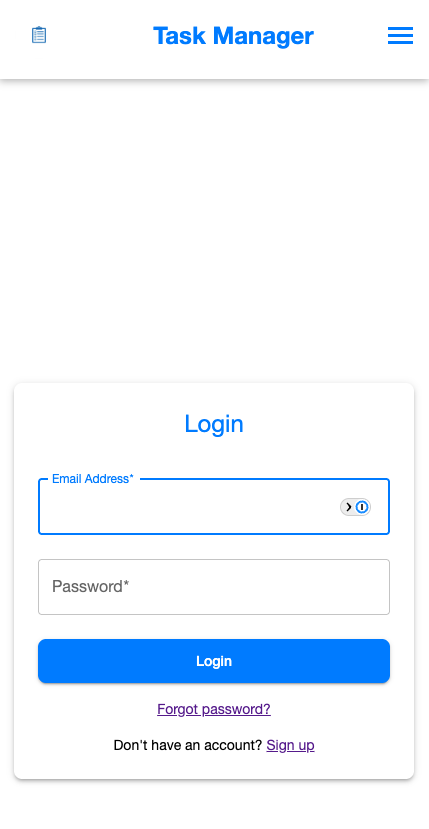 Task Manager
Login
Email Address*
Password*
Login
Forgot password?
Don't have an account? Sign up